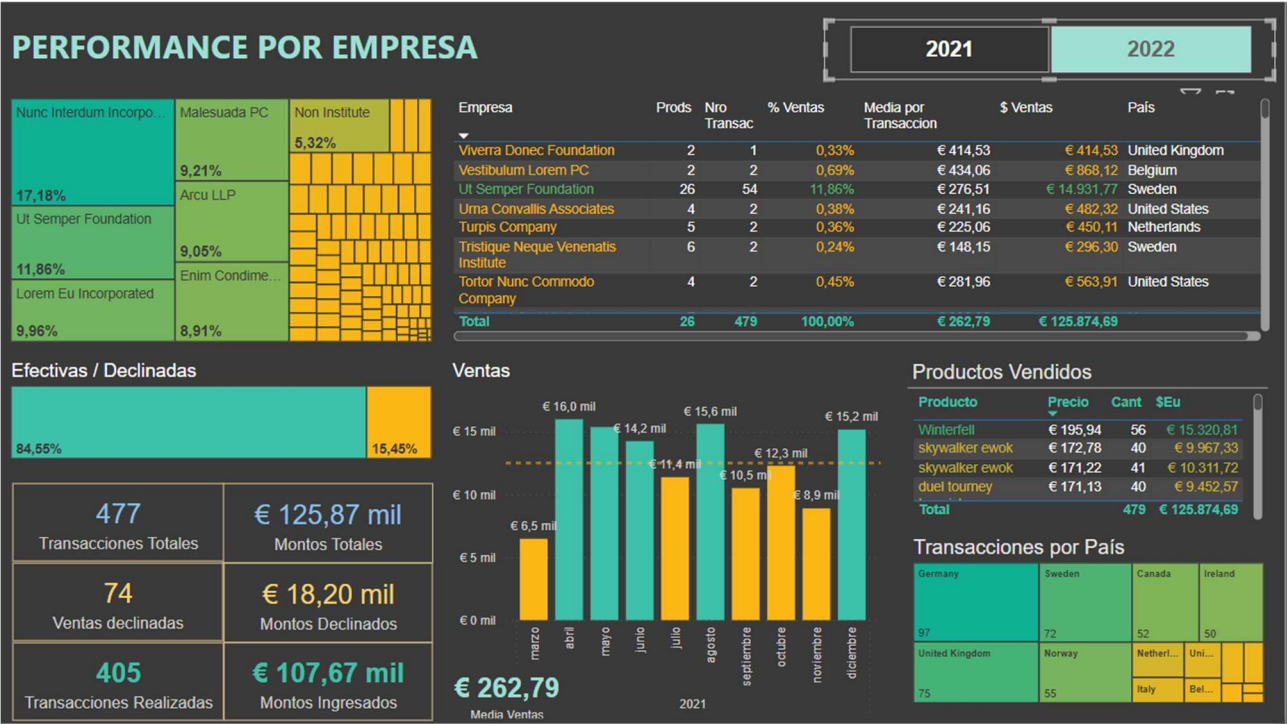 PERFORMANCE POR EMPRESA
2021
2022
Nunc Interdum Incorpo...
17,18%
Ut Semper Foundation
11,86%
Lorem Eu Incorporated
9,96%
Malesuada PC
9,21%
Arcu LLP
9,05%
Enim Condime...
8,91%
Non Institute
5,32%
Empresa Prods Nro Transac % Ventas Media por Transaccion $ Ventas País
Viverra Donec Foundation 2 1 0,33% € 414,53 € 414,53 United Kingdom
Vestibulum Lorem PC 2 2 0,69% € 434,06 € 868,12 Belgium
Ut Semper Foundation 26 54 11,86% € 276,51 € 14.931,77 Sweden
Urna Convallis Associates 4 2 0,38% € 241,16 € 482,32 United States
Turpis Company 5 2 0,36% € 225,06 € 450,11 Netherlands
Tristique Neque Venenatis 6 2 0,24% € 148,15 € 296,30 Sweden
Institute
Tortor Nunc Commodo 4 2 0,45% € 281,96 € 563,91 United States
Company
Total 26 479 100,00% € 262,79 € 125.874,69
Efectivas / Declinadas
84,55%
15,45%
477
Transacciones Totales
€ 125,87 mil
Montos Totales
74
Ventas declinadas
€ 18,20 mil
Montos Declinados
405
Transacciones Realizadas
€ 107,67 mil
Montos Ingresados
Ventas
€ 15 mil
€ 10 mil
€ 5 mil
€ 0 mil
€ 6,5 mil
€ 16,0 mil
€ 14,2 mil
€ 11,4 mil
€ 15,6 mil
€ 10,5 mil
€ 12,3 mil
€ 8,9 mil
€ 15,2 mil
marzo
abril
mayo
junio
julio
agosto
septiembre
octubre
noviembre
diciembre
2021
€ 262,79
Media Ventas
Productos Vendidos
Producto Precio Cant $Eu
Winterfell € 195,94 56 € 15.320,81
skywalker ewok € 172,78 40 € 9.967,33
skywalker ewok € 171,22 41 € 10.311,72
duel tourney € 171,13 40 € 9.452,57
Total 479 € 125.874,69
Transacciones por País
Germany
97
United Kingdom
75
Sweden
72
Norway
55
Canada
52
Ireland
50
Netherl...
Uni...
Italy
Bel...